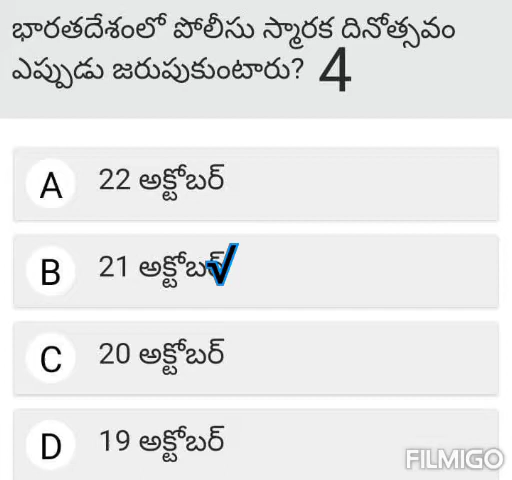 భారతదేశంలో పోలీసు స్మారక దినోత్సవం
ఎప్పుడు జరుపుకుంటారు? 4
A 22 అక్టోబర్
B 21 అక్టోబర్
C 20 అక్టోబర్
D 19 అక్టోబర్
FILMIGO